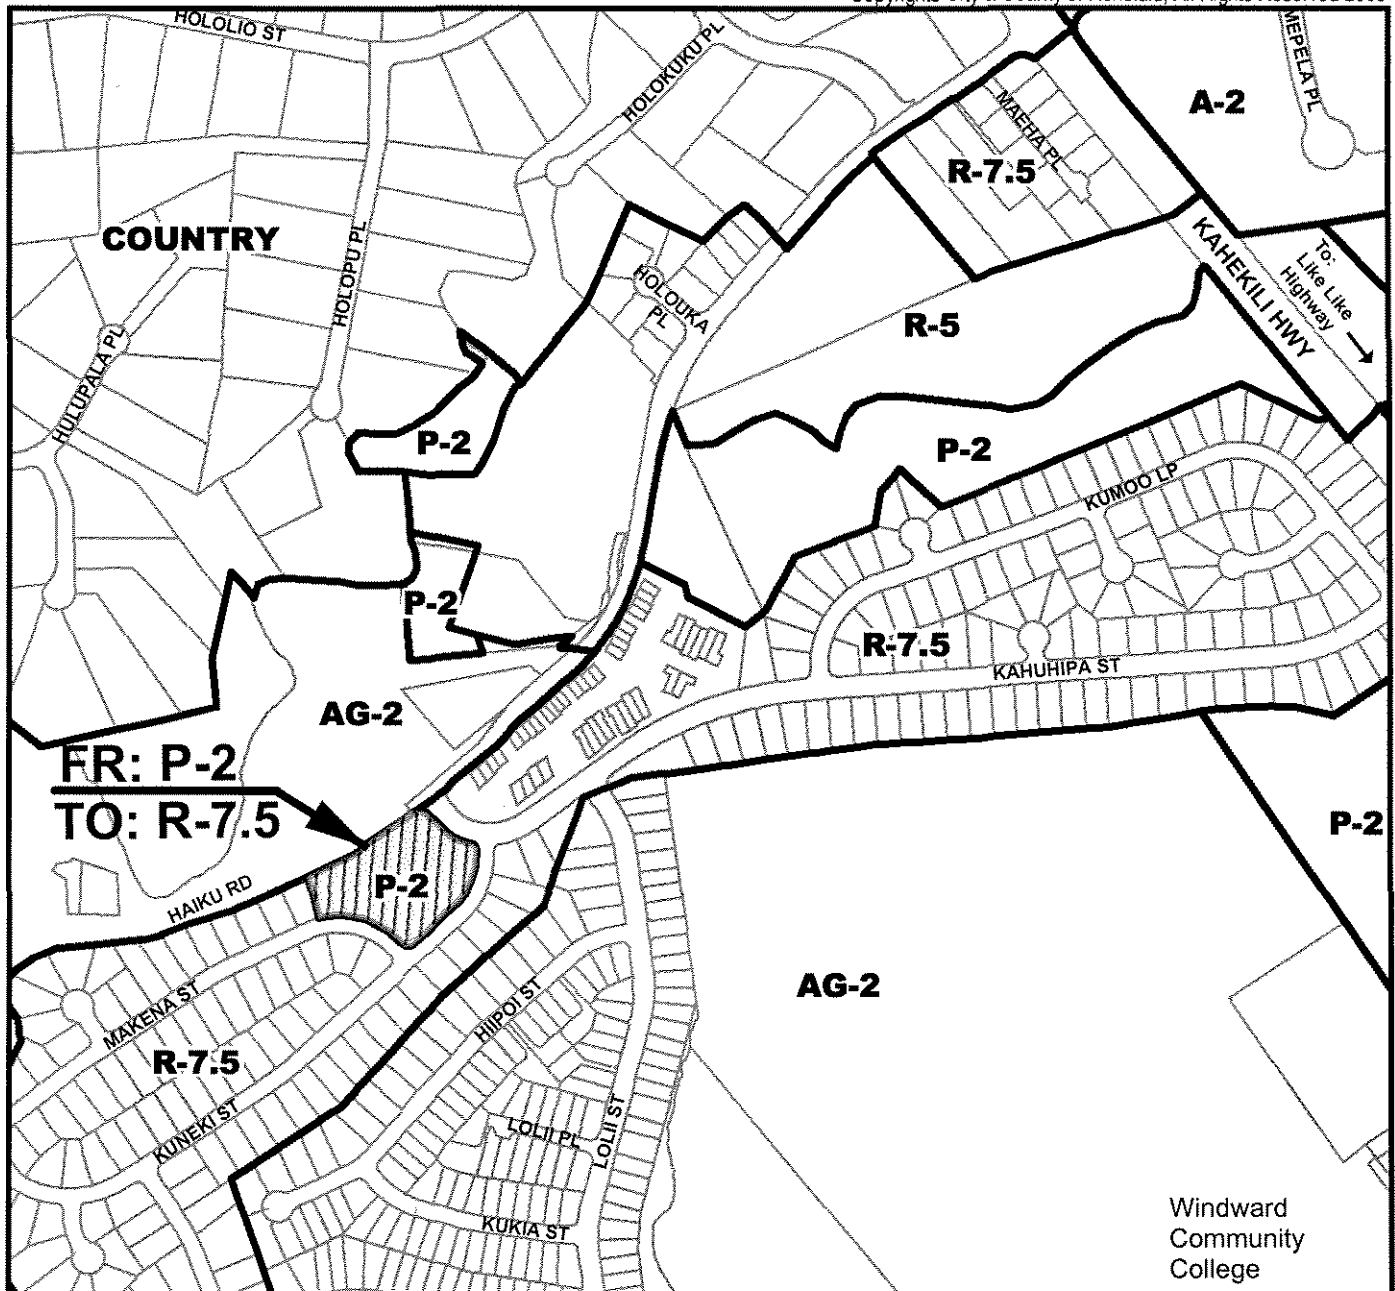 HOLOLIO ST
HOLOKUKU PL
MEPELA PL
A-2
MAEHA PL
R-7.5
COUNTRY
HOLOPU PL
KAHEKILI HWY
To:
Like Like
Highway
HOLOUKA
PL
R-5
HULUPALA PL
P-2
P-2
KUMOO LP
P-2
R-7.5
KAHUHIPA ST
AG-2
FR: P-2
TO: R-7.5
P-2
P-2
HAIKU RD
AG-2
MAKENA ST
HIIPOI ST
R-7.5
KUNEKI ST
LOLII PL
LOLII ST
KUKIA ST
Windward
Community
College